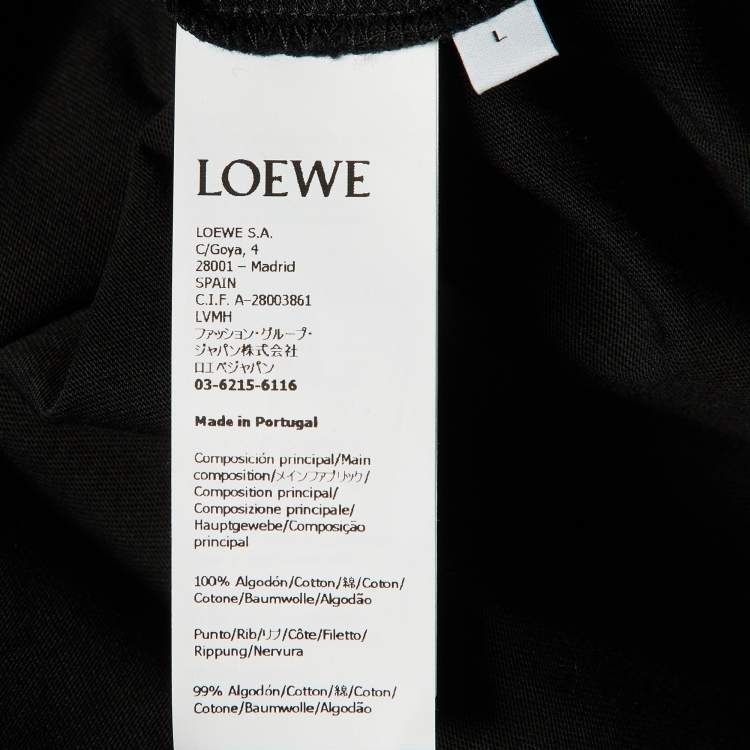 L
LOEWE
LOEWE S.A.
C/Goya, 4
28001 – Madrid
SPAIN
C.I.F. A-28003861
LVMH
ファッション・グループ・
ジャパン株式会社
ロエベジャパン
03-6215-6116
Made in Portugal
Composición principal/Main
composition/メインファブリック/
Composition principal/
Composizione principale/
Hauptgewebe/Composição
principal
100% Algodón/Cotton/綿/Coton/
Cotone/Baumwolle/Algodão
Punto/Rib/リブ/Côte/Filetto/
Rippung/Nervura
99% Algodón/Cotton/綿/Coton/
Cotone/Baumwolle/Algodão